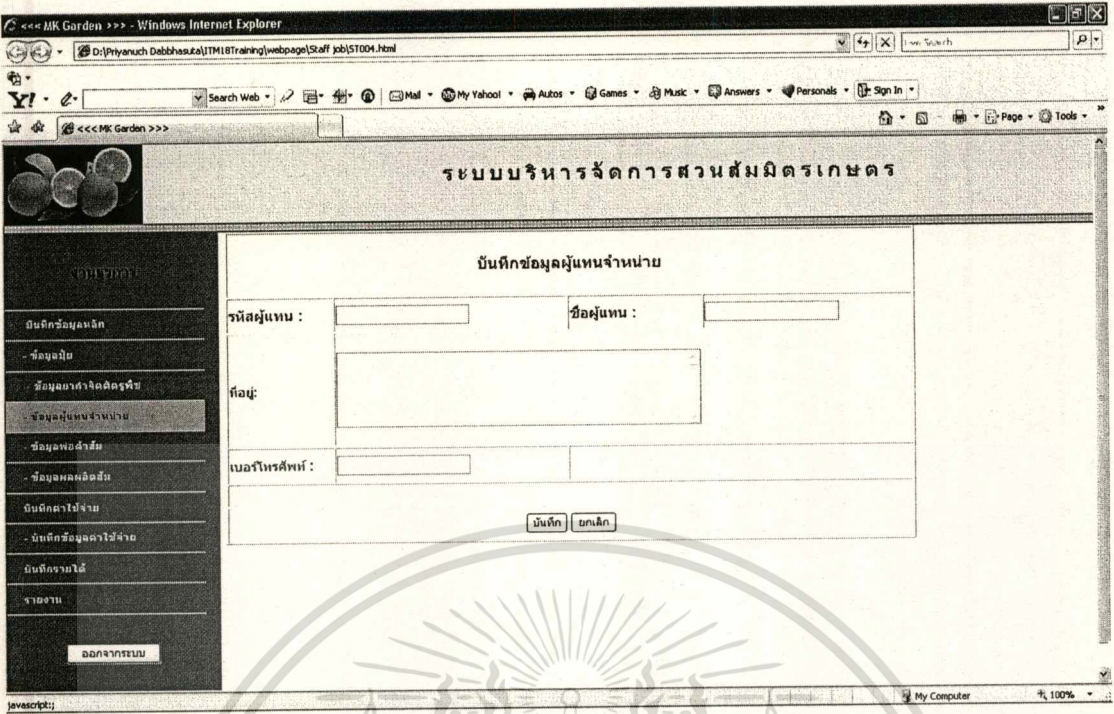 <<< MK Garden >>> - Windows Internet Explorer
D:\Priyanuch Dabbhasuta\ITM18Training\webpage\Staff job\ST004.html
Live Search
Y! Search Web Mail My Yahoo! Autos Games Music Answers Personals Sign In
<<< MK Garden >>> Page Tools
ระบบบริหารจัดการสวนส้มมิตรเกษตร
บันทึกข้อมูลผู้แทนจำหน่าย
รหัสผู้แทน : ชื่อผู้แทน :
ที่อยู่:
เบอร์โทรศัพท์ :
บันทึก ยกเลิก
บันทึกข้อมูลหลัก
- ข้อมูลปุ๋ย
- ข้อมูลยากำจัดศัตรูพืช
- ข้อมูลผู้แทนจำหน่าย
- ข้อมูลพ่อค้าส้ม
- ข้อมูลผลผลิตส้ม
บันทึกค่าใช้จ่าย
- บันทึกข้อมูลค่าใช้จ่าย
บันทึกรายได้
รายงาน
ออกจากระบบ
javascript:; My Computer 100%